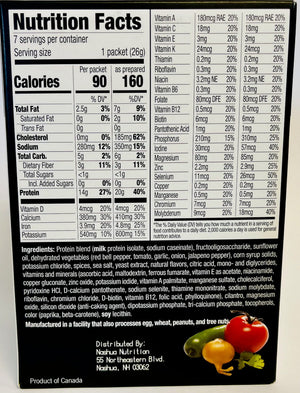 Nutrition Facts
7 servings per container
Serving size 1 packet (26g)
Per packet as prepared
Calories 90 160
% DV* % DV*
Total Fat 2.5g 3% 7g 9%
Saturated Fat 0g 0% 2g 10%
Trans Fat 0g 0g
Cholesterol 0mg 0% 185mg 62%
Sodium 280mg 12% 350mg 15%
Total Carb. 5g 2% 6g 2%
Dietary Fiber 3g 11% 3g 11%
Total Sugars <1g <1g
Incl. Added Sugars 0g 0% 0g 0%
Protein 14g 27% 20g 40%
Vitamin D 4mcg 20% 4mcg 20%
Calcium 380mg 30% 410mg 30%
Iron 3.9mg 20% 4.8mg 25%
Potassium 540mg 10% 600mg 15%
Vitamin A 180mcg RAE 20% 180mcg RAE 20%
Vitamin C 18mg 20% 18mg 20%
Vitamin E 3mg 20% 3mg 20%
Vitamin K 24mcg 20% 24mcg 20%
Thiamin 0.2mg 20% 0.2mg 20%
Riboflavin 0.3mg 20% 0.3mg 20%
Niacin 3.2mg NE 20% 3.2mg NE 20%
Vitamin B6 0.3mg 20% 0.3mg 20%
Folate 80mcg DFE 20% 80mcg DFE 20%
Vitamin B12 0.5mcg 20% 0.5mcg 20%
Biotin 6mcg 20% 6mcg 20%
Pantothenic Acid 1mg 20% 1mg 20%
Phosphorus 210mg 15% 310mg 25%
Iodine 30mcg 20% 30mcg 20%
Magnesium 80mg 20% 85mg 20%
Zinc 2.2mg 20% 2.9mg 25%
Selenium 11mcg 20% 26mcg 50%
Copper 0.2mg 20% 0.2mg 25%
Manganese 0.5mg 20% 0.5mg 20%
Chromium 7mcg 20% 7mcg 20%
Molybdenum 9mcg 20% 18mcg 40%
*The % Daily Value (DV) tells you how much a nutrient in a serving of
food contributes to a daily diet. 2,000 calories a day is used for general
nutrition advice.
Ingredients: Protein blend (milk protein isolate, sodium caseinate), fructooligosaccharide, sunflower
oil, dehydrated vegetables (red bell pepper, tomato, garlic, onion, jalapeno pepper), corn syrup solids,
potassium chloride, spices, sea salt, yeast extract, natural flavors, citric acid, mono- and diglycerides,
vitamins and minerals (ascorbic acid, maltodextrin, ferrous fumarate, vitamin E as acetate, niacinamide,
copper gluconate, zinc oxide, potassium iodide, vitamin A palmitate, manganese sulfate, cholecalciferol,
pyridoxine HCl, D-calcium pantothenate, sodium selenite, thiamine mononitrate, sodium molybdate,
riboflavin, chromium chloride, D-biotin, vitamin B12, folic acid, phylloquinone), cilantro, magnesium
oxide, silicon dioxide (anti-caking agent), dipotassium phosphate, tri-calcium phosphate, tocopherols,
color (paprika, beta-carotene), soy lecithin.
Manufactured in a facility that also processes egg, wheat, peanuts, and tree nuts
Distributed By:
Nashua Nutrition
55 Northeastern Blvd.
Nashua, NH 03062
Product of Canada